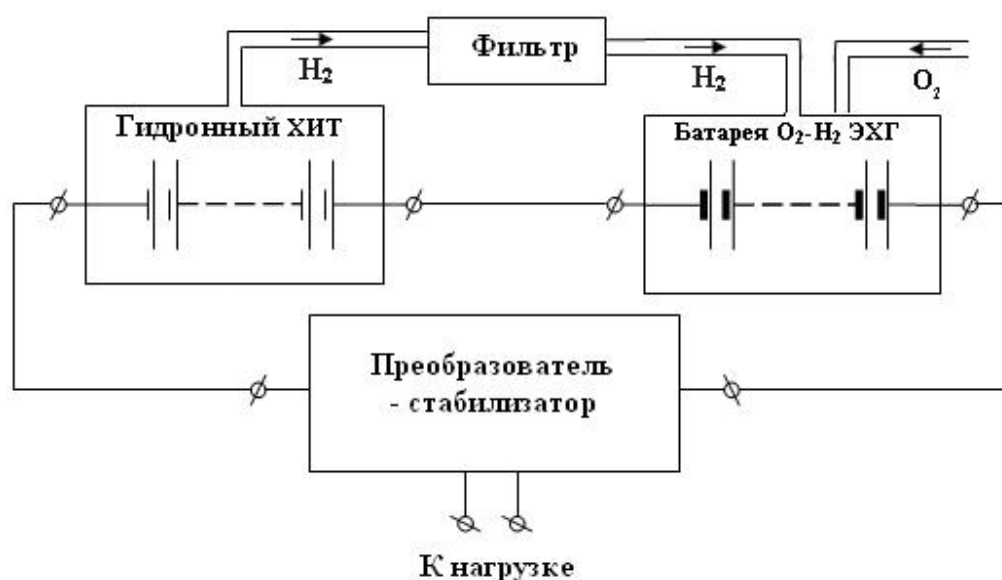 Фильтр
H₂
H₂
O₂
Гидронный ХИТ
Батарея O₂-H₂ ЭХГ
Преобразователь
- стабилизатор
К нагрузке